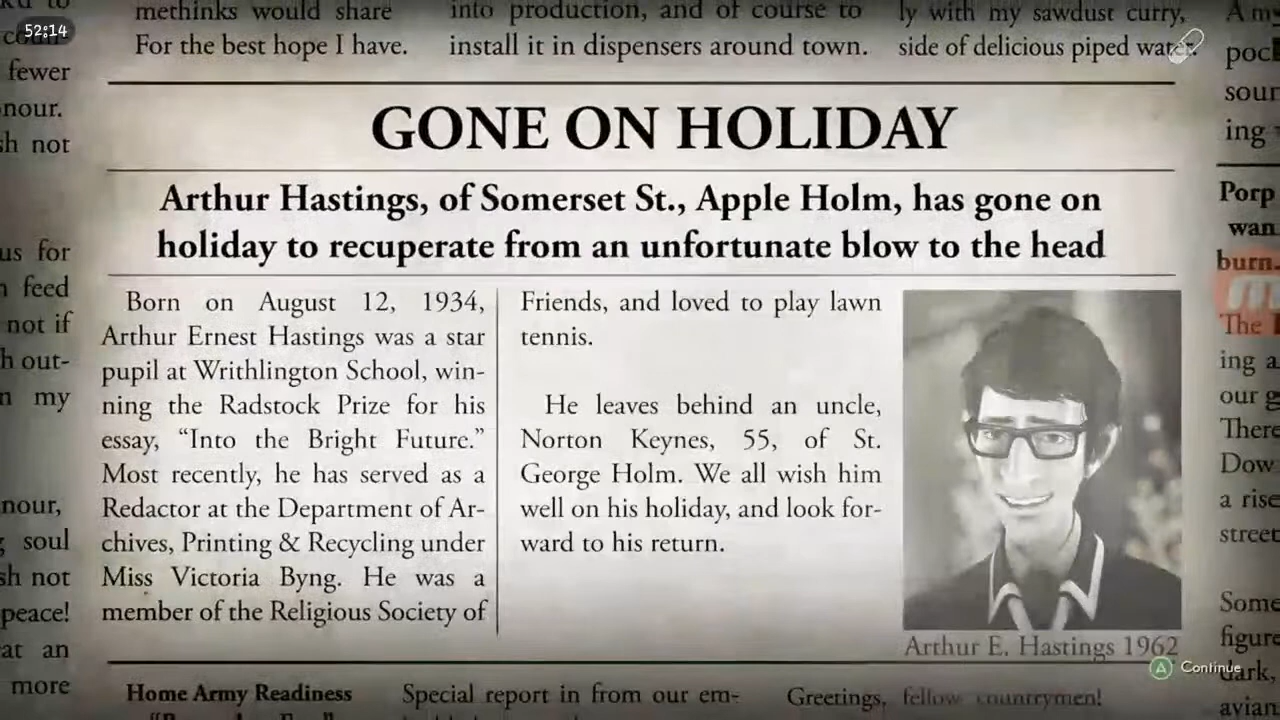 52:14
methinks would share
For the best hope I have.
into production, and of course to
install it in dispensers around town.
ly with my sawdust curry,
side of delicious piped water.
fewer
nour.
sh not
us for
feed
not if
h out-
my
nour,
soul
sh not
peace!
at an
more
GONE ON HOLIDAY
Arthur Hastings, of Somerset St., Apple Holm, has gone on
holiday to recuperate from an unfortunate blow to the head
Born on August 12, 1934,
Arthur Ernest Hastings was a star
pupil at Writhlington School, win-
ning the Radstock Prize for his
essay, “Into the Bright Future.”
Most recently, he has served as a
Redactor at the Department of Ar-
chives, Printing & Recycling under
Miss Victoria Byng. He was a
member of the Religious Society of
Friends, and loved to play lawn
tennis.
He leaves behind an uncle,
Norton Keynes, 55, of St.
George Holm. We all wish him
well on his holiday, and look for-
ward to his return.
Arthur E. Hastings 1962
A Continue
Home Army Readiness
Special report in from our em-
Greetings, fellow countrymen!
A my
pock
sour
ing
Porp
wan
burn.
The
ing a
our g
There
Dow
a rise
street
Some
figure
dark,
avian